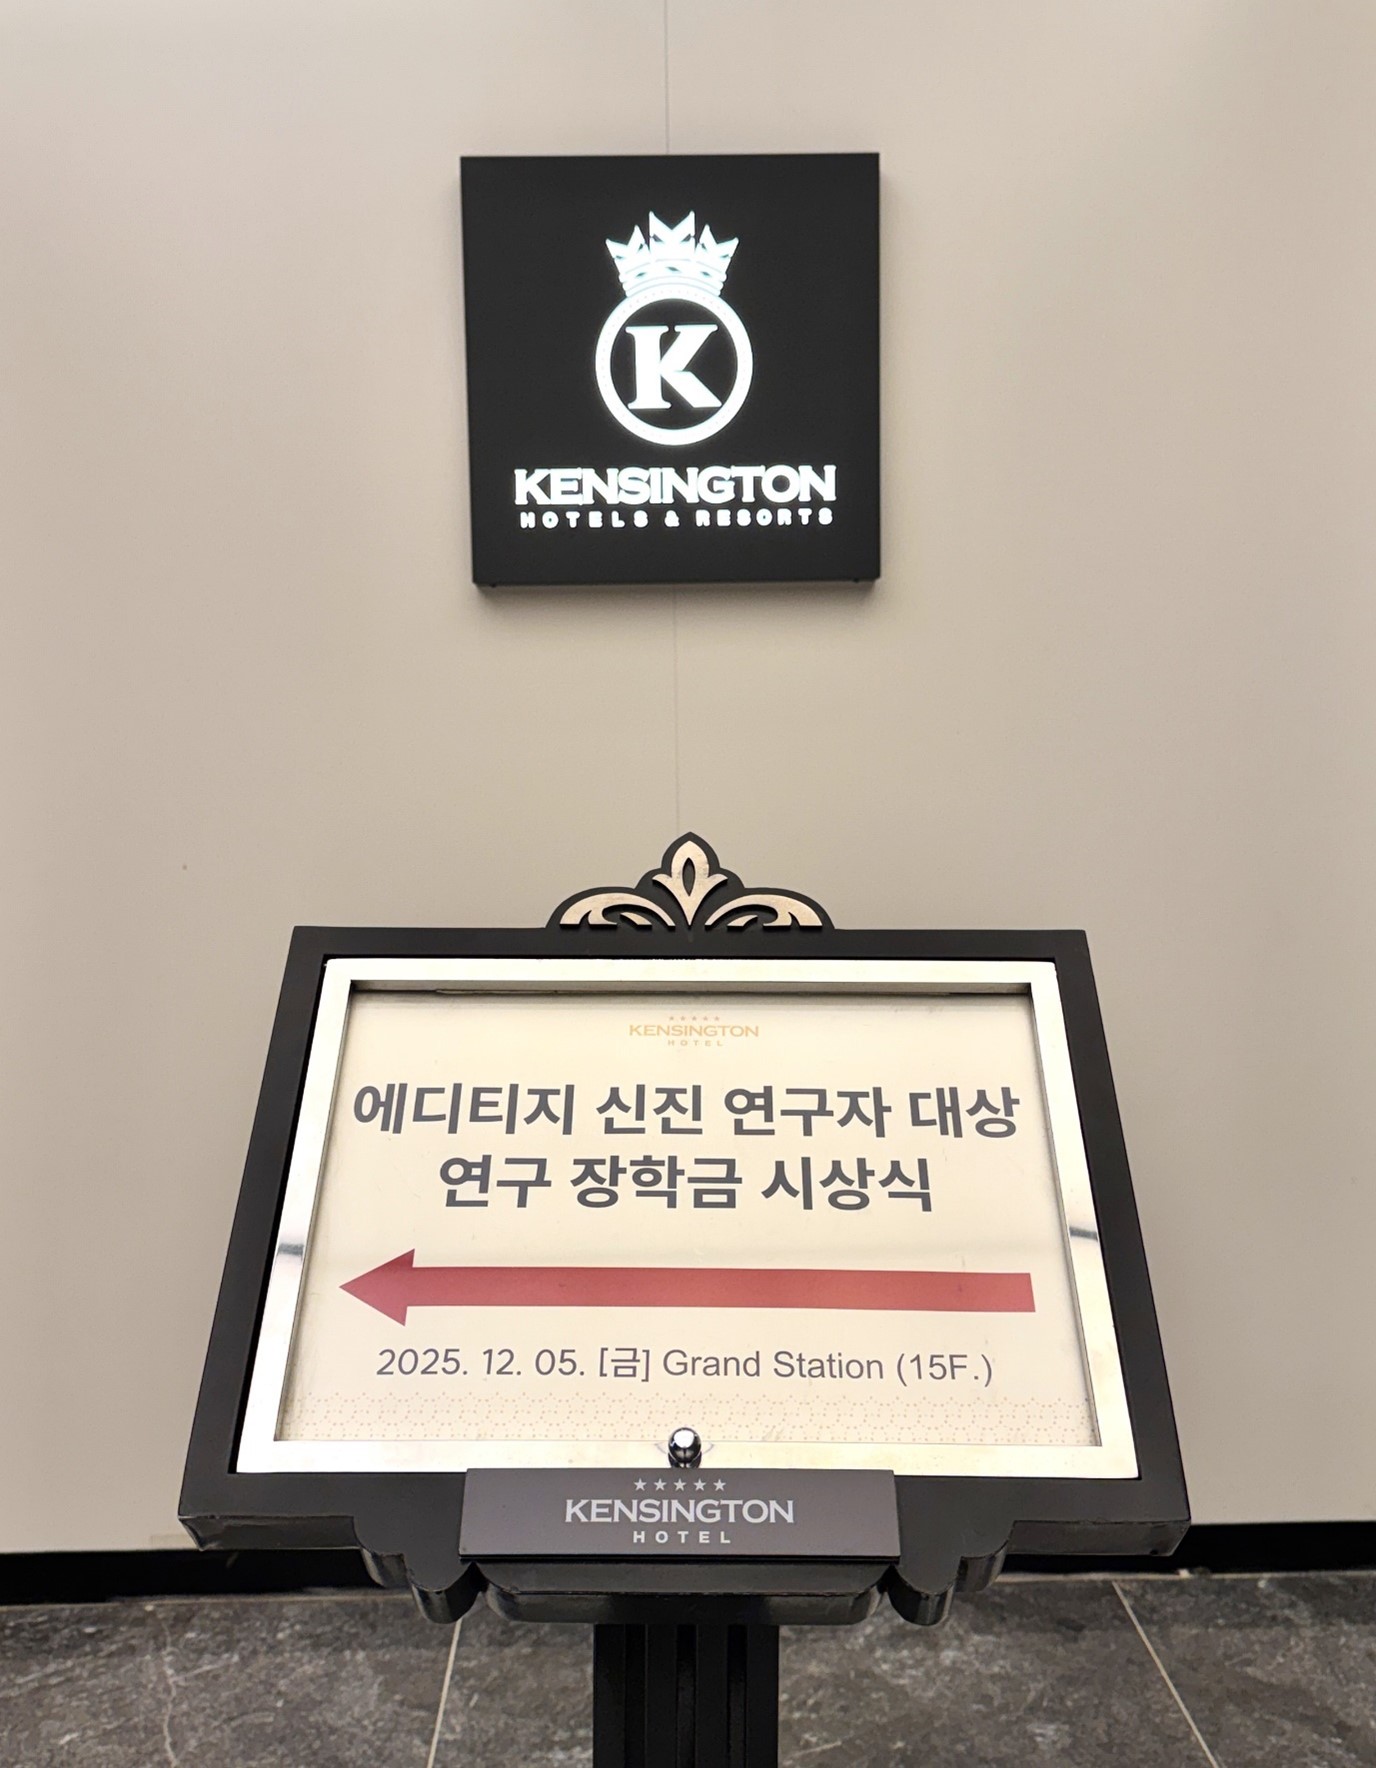 K
KENSINGTON
HOTELS & RESORTS
KENSINGTON
HOTEL
에디티지 신진 연구자 대상
연구 장학금 시상식
2025. 12. 05. [금] Grand Station (15F.)
KENSINGTON
HOTEL